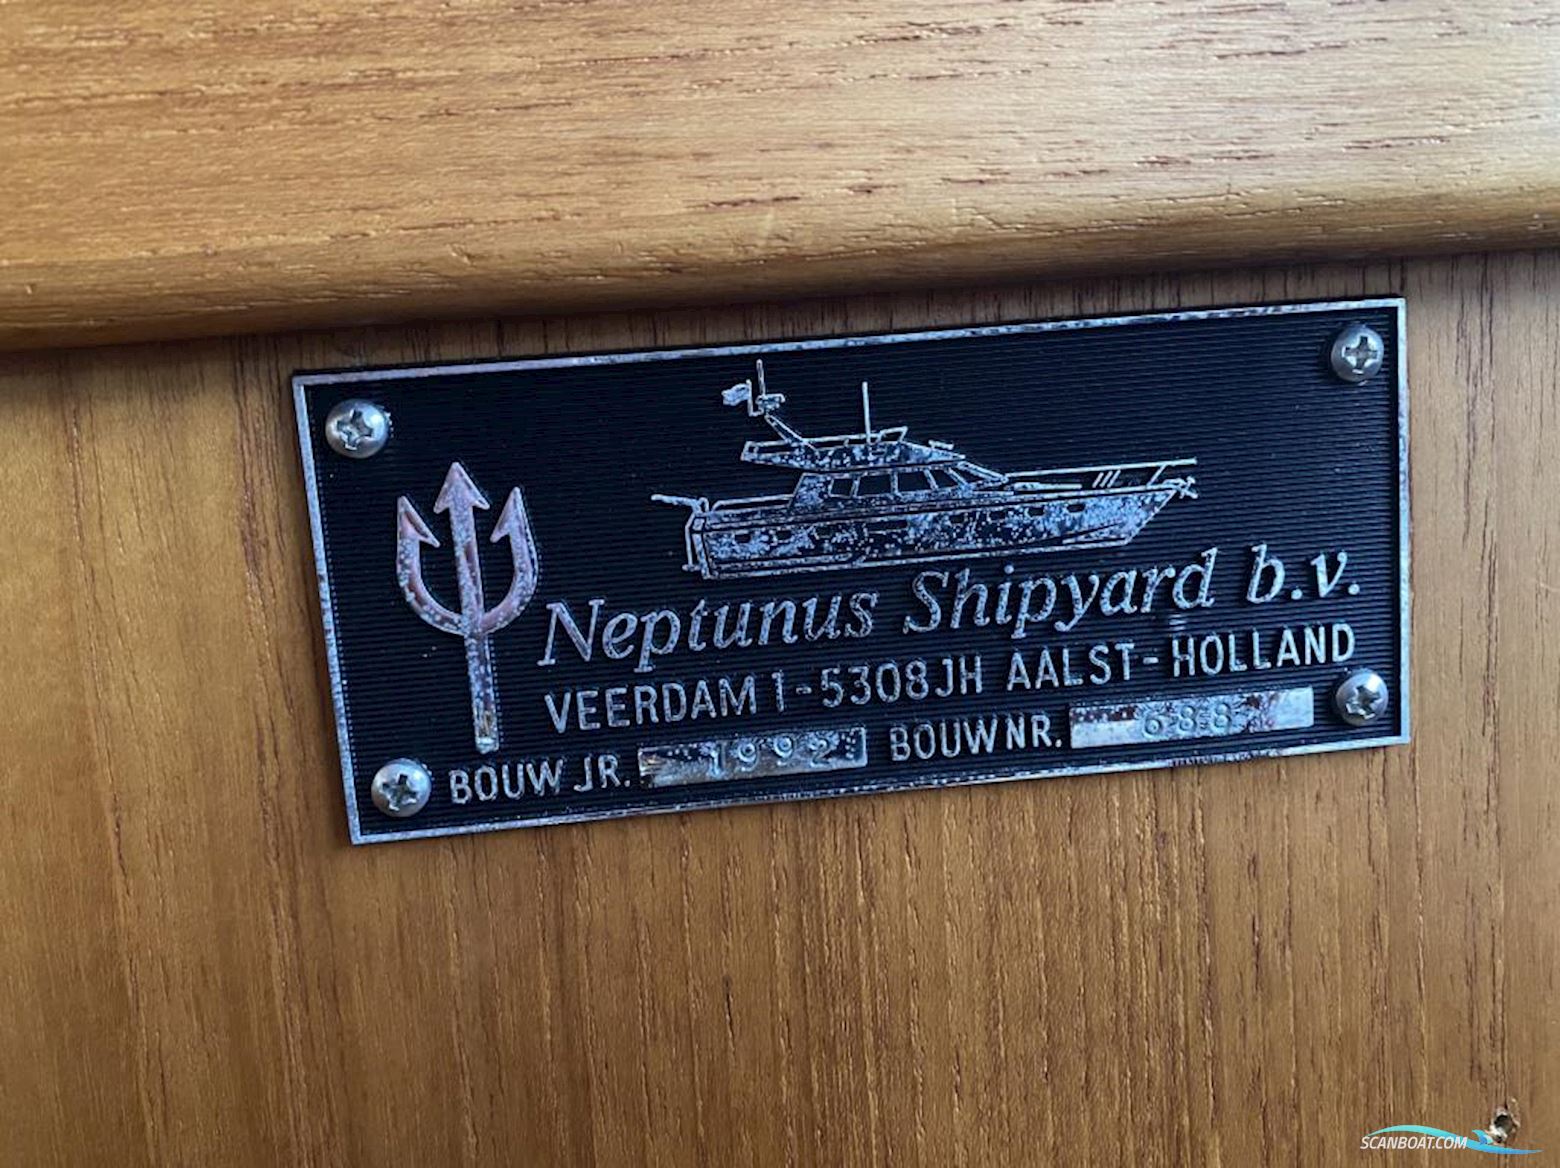 Neptunus Shipyard b.v.
VEERDAM 1 - 5308JH AALST - HOLLAND
BOUW JR. 1992 BOUWNR. 688
SCANBOAT.COM